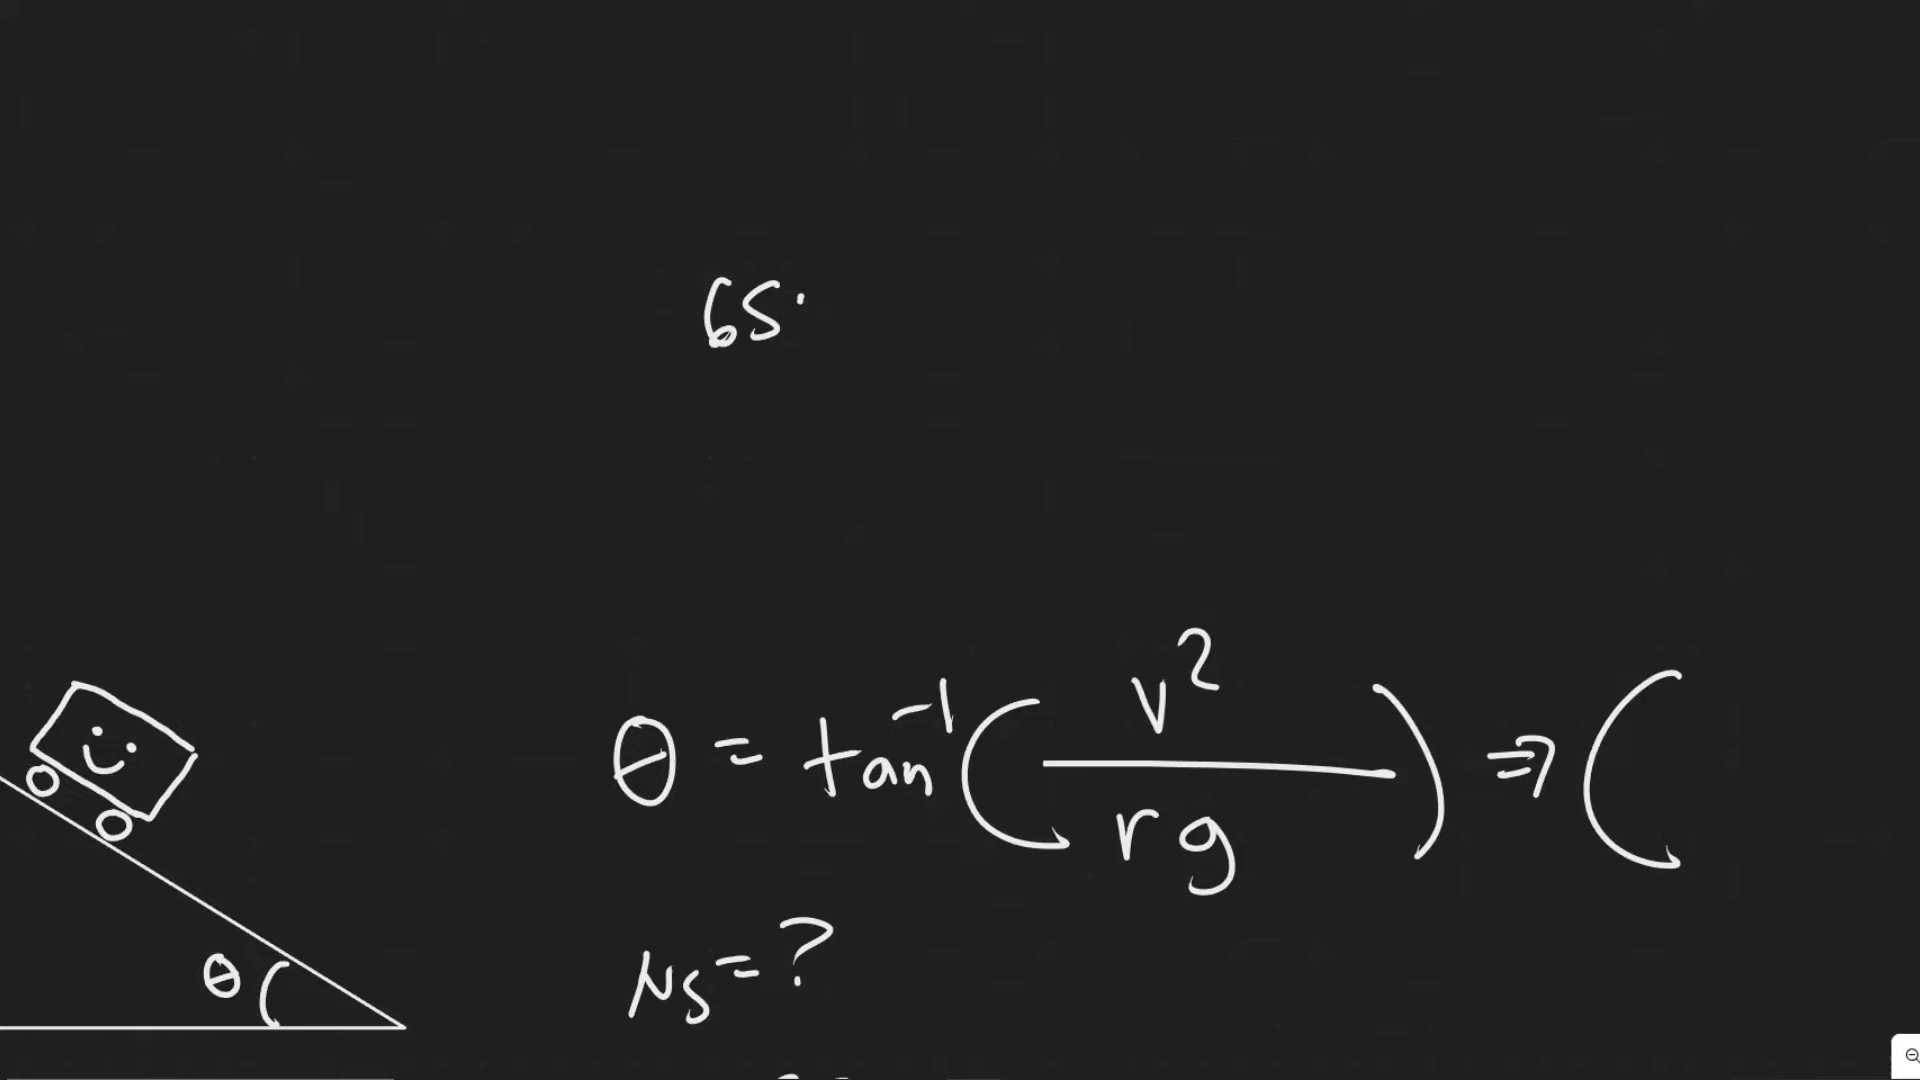 65.
θ = tan⁻¹( v² / rg ) ⇒ (
μs = ?
θ